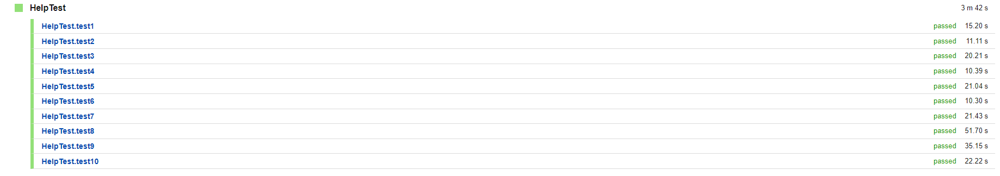 HelpTest 3 m 42 s
HelpTest.test1 passed 15.20 s
HelpTest.test2 passed 11.11 s
HelpTest.test3 passed 20.21 s
HelpTest.test4 passed 10.39 s
HelpTest.test5 passed 21.04 s
HelpTest.test6 passed 10.30 s
HelpTest.test7 passed 21.43 s
HelpTest.test8 passed 51.70 s
HelpTest.test9 passed 35.15 s
HelpTest.test10 passed 22.22 s